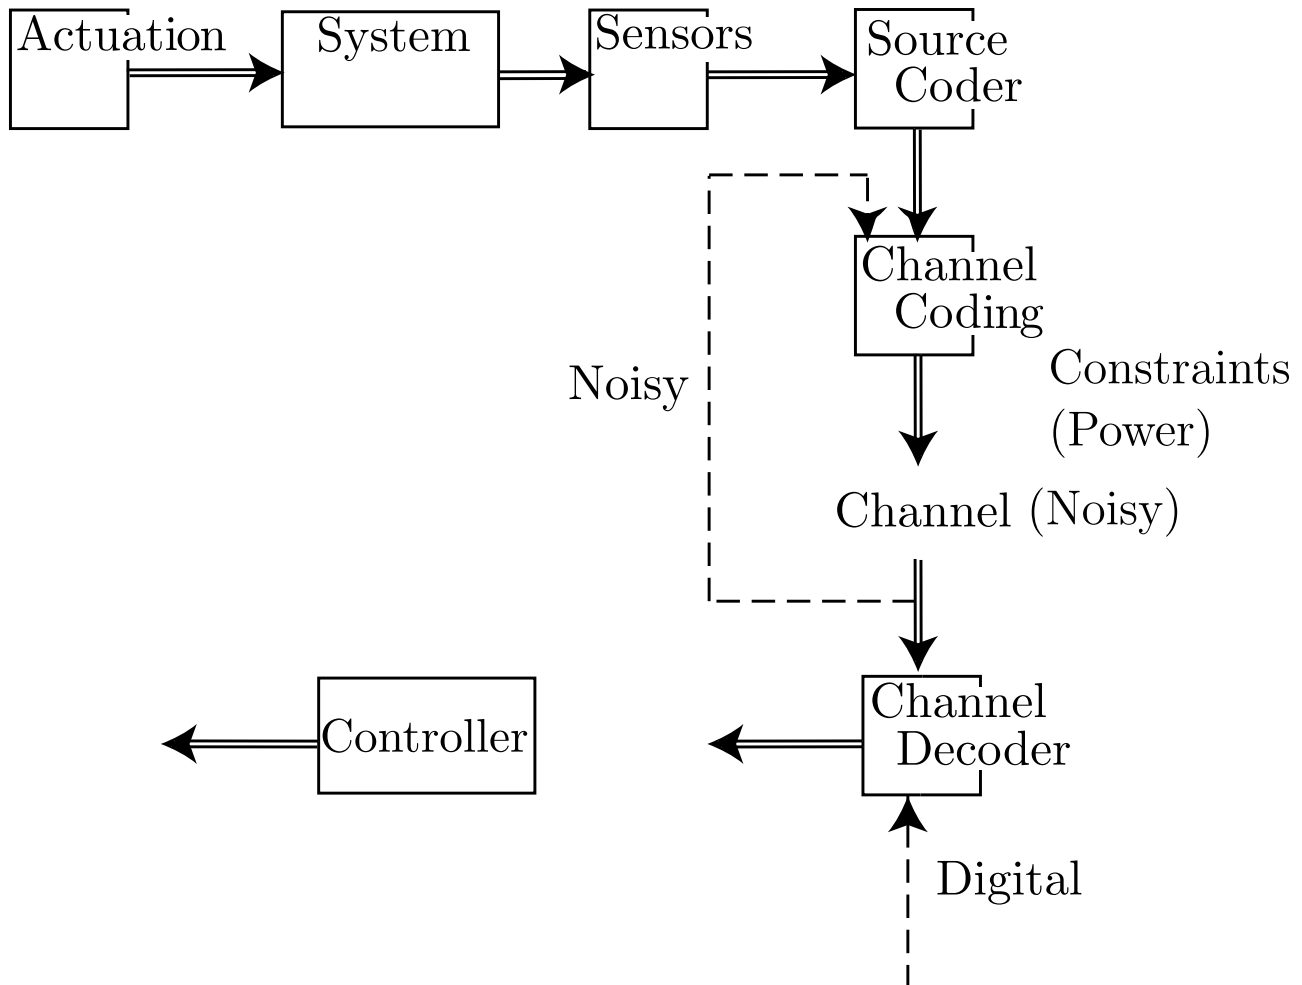 Actuation
System
Sensors
Source
Coder
Channel
Coding
Noisy
Constraints
(Power)
Channel (Noisy)
Controller
Channel
Decoder
Digital